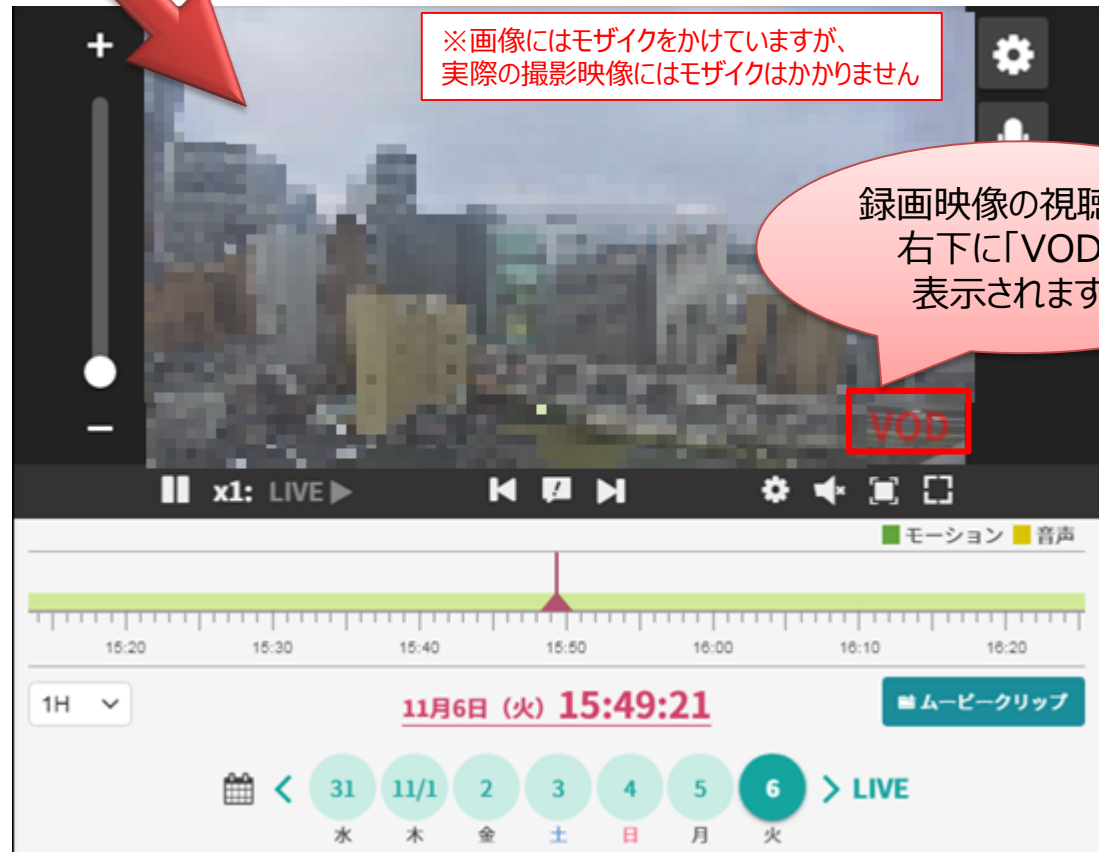 ※画像にはモザイクをかけていますが、
実際の撮影映像にはモザイクはかかりません
録画映像の視聴
右下に「VOD
表示されます
VOD
x1: LIVE
モーション 音声
15:20 15:30 15:40 15:50 16:00 16:10 16:20
1H 11月6日（火） 15:49:21 ムービークリップ
31 11/1 2 3 4 5 6 LIVE
水 木 金 土 日 月 火